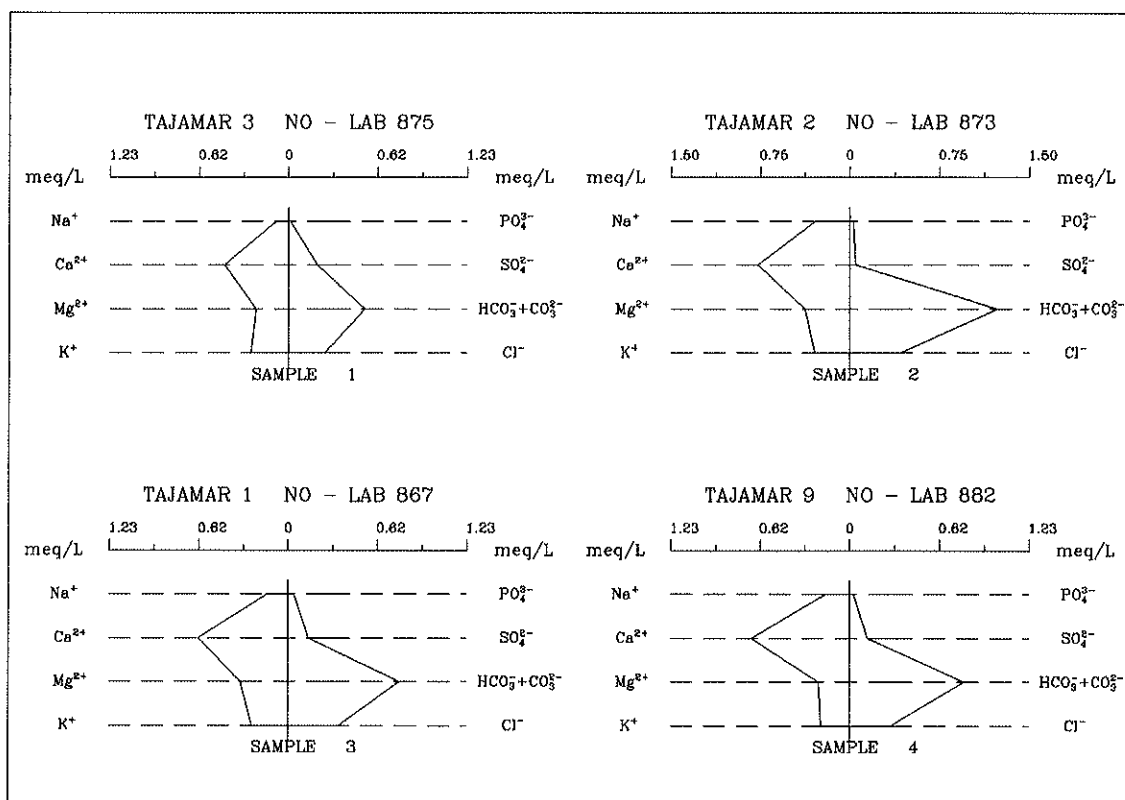 TAJAMAR 3 NO - LAB 875
1.23 0.62 0 0.62 1.23
meq/L meq/L
Na⁺ PO₄³⁻
Ca²⁺ SO₄²⁻
Mg²⁺ HCO₃⁻+CO₃²⁻
K⁺ Cl⁻
SAMPLE 1
TAJAMAR 2 NO - LAB 873
1.50 0.75 0 0.75 1.50
meq/L meq/L
Na⁺ PO₄³⁻
Ca²⁺ SO₄²⁻
Mg²⁺ HCO₃⁻+CO₃²⁻
K⁺ Cl⁻
SAMPLE 2
TAJAMAR 1 NO - LAB 867
1.23 0.62 0 0.62 1.23
meq/L meq/L
Na⁺ PO₄³⁻
Ca²⁺ SO₄²⁻
Mg²⁺ HCO₃⁻+CO₃²⁻
K⁺ Cl⁻
SAMPLE 3
TAJAMAR 9 NO - LAB 882
1.23 0.62 0 0.62 1.23
meq/L meq/L
Na⁺ PO₄³⁻
Ca²⁺ SO₄²⁻
Mg²⁺ HCO₃⁻+CO₃²⁻
K⁺ Cl⁻
SAMPLE 4